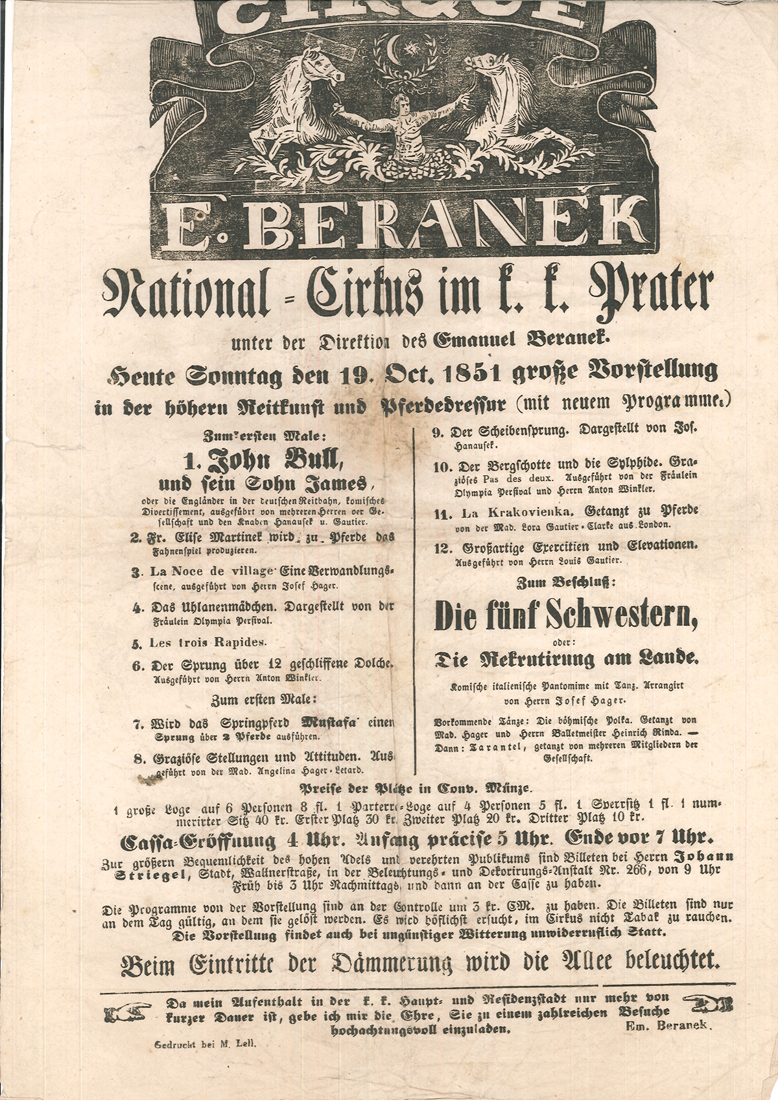 CIRQUE
E. BERANEK
National-Cirkus im k. k. Prater
unter der Direktion des Emanuel Beranek.
Heute Sonntag den 19. Oct. 1851 große Vorstellung
in der höhern Reitkunst und Pferdedressur (mit neuem Programme.)
Zum ersten Male:
1. John Bull,
und sein Sohn James,
oder die Engländer in der deutschen Reitbahn, komisches
Divertissement, ausgeführt von mehreren Herren der Ge-
sellschaft und den Knaben Hanausek u. Gautier.
2. Fr. Elise Martinek wird zu Pferde das
Fahnenspiel produzieren.
3. La Noce de village Eine Verwandlungs-
scene, ausgeführt von Herrn Josef Hager.
4. Das Uhlanenmädchen. Dargestellt von der
Fräulein Olympia Persival.
5. Les trois Rapides.
6. Der Sprung über 12 geschliffene Dolche.
Ausgeführt von Herrn Anton Winkler.
Zum ersten Male:
7. Wird das Springpferd Mustafa einen
Sprung über 2 Pferde ausführen.
8. Graziöse Stellungen und Attituden. Aus-
geführt von der Mad. Angelina Hager-Letard.
9. Der Scheibensprung. Dargestellt von Jos.
Hanausek.
10. Der Bergschotte und die Sylphide. Gra-
ziöses Pas des deux. Ausgeführt von der Fräulein
Olympia Persival und Herrn Anton Winkler.
11. La Krakovienka. Getanzt zu Pferde
von der Mad. Lora Gautier-Clarke aus London.
12. Großartige Exercitien und Elevationen.
Ausgeführt von Herrn Louis Gautier.
Zum Beschluß:
Die fünf Schwestern,
oder:
Die Rekrutirung am Lande.
Komische italienische Pantomime mit Tanz. Arrangirt
von Herrn Josef Hager.
Vorkommende Tänze: Die böhmische Polka. Getanzt von
Mad. Hager und Herrn Balletmeister Heinrich Rinda. —
Dann: Tarantel, getanzt von mehreren Mitgliedern der
Gesellschaft.
Preise der Plätze in Conv. Münze.
1 große Loge auf 6 Personen 8 fl. 1 Parterre-Loge auf 4 Personen 5 fl. 1 Sperrsitz 1 fl. 1 num-
merirter Sitz 40 kr. Erster Platz 30 kr. Zweiter Platz 20 kr. Dritter Platz 10 kr.
Cassa-Eröffnung 4 Uhr. Anfang präcise 5 Uhr. Ende vor 7 Uhr.
Zur größern Bequemlichkeit des hohen Adels und verehrten Publikums sind Billeten bei Herrn Johann
Striegel, Stadt, Wallnerstraße, in der Beleuchtungs- und Dekorirungs-Anstalt Nr. 266, von 9 Uhr
Früh bis 3 Uhr Nachmittags und dann an der Casse zu haben.
Die Programme von der Vorstellung sind an der Controlle um 3 kr. CM. zu haben. Die Billeten sind nur
an dem Tag gültig, an dem sie gelöst werden. Es wird höflichst ersucht, im Cirkus nicht Tabak zu rauchen.
Die Vorstellung findet auch bei ungünstiger Witterung unwiderruflich Statt.
Beim Eintritte der Dämmerung wird die Allee beleuchtet.
Da mein Aufenthalt in der k. k. Haupt- und Residenzstadt nur mehr von
kurzer Dauer ist, gebe ich mir die Ehre, Sie zu einem zahlreichen Besuche
hochachtungsvoll einzuladen.
Em. Beranek.
Gedruckt bei M. Lell.